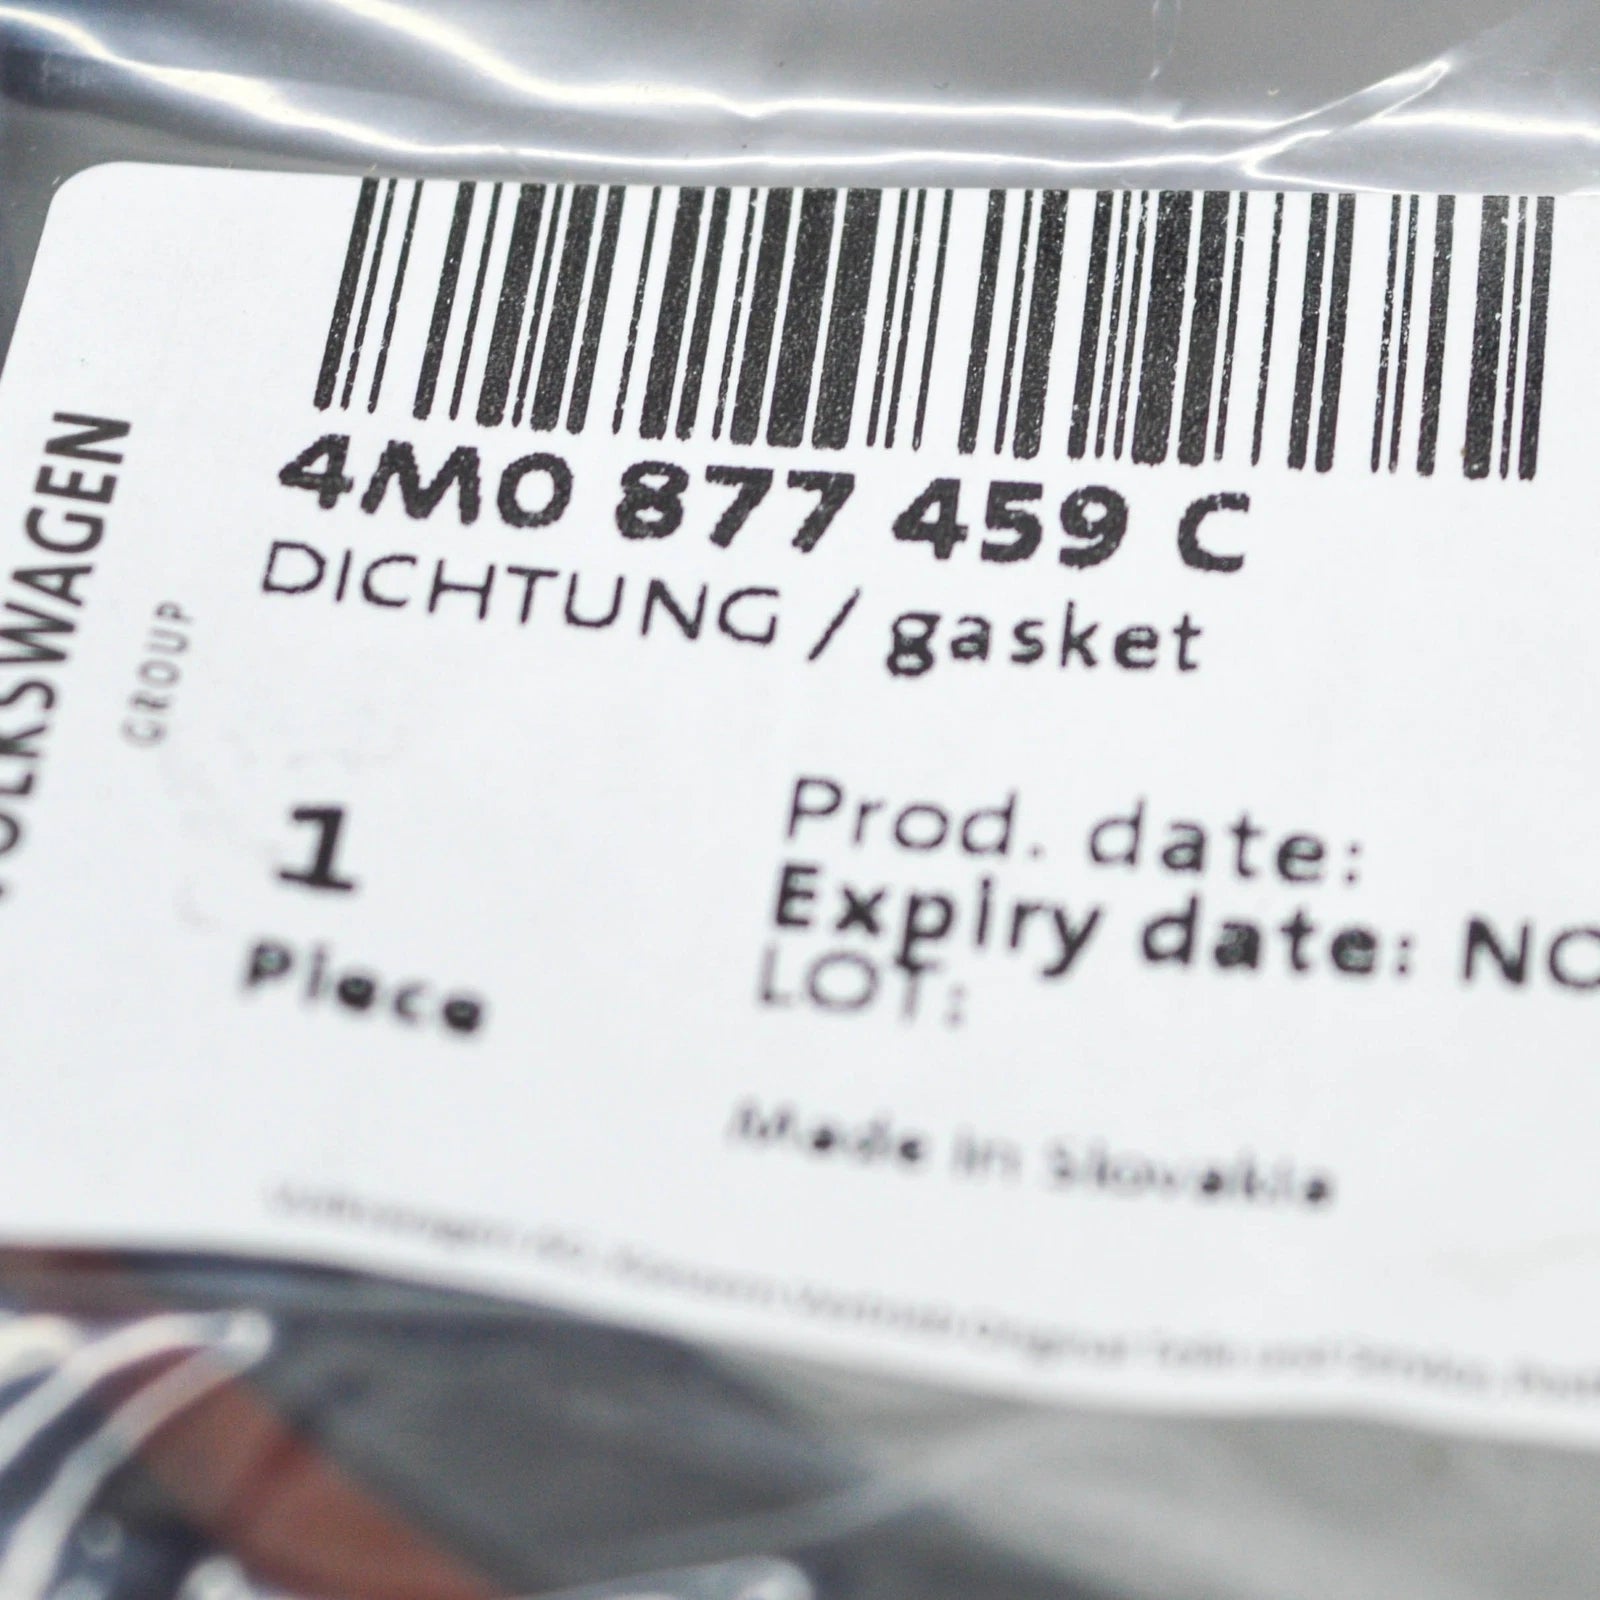 4M0 877 459 C
DICHTUNG / gasket
VOLKSWAGEN
GROUP
1
Piece
Prod. date:
Expiry date: NO
LOT:
Made in Slovakia